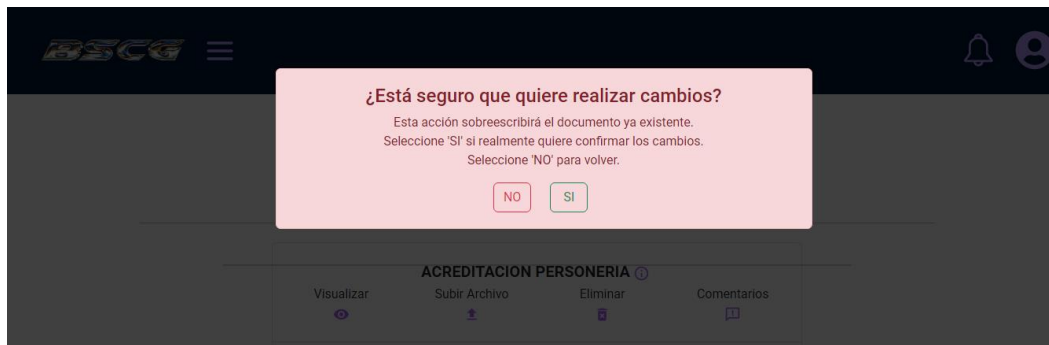 BSCG
¿Está seguro que quiere realizar cambios?
Esta acción sobreescribirá el documento ya existente.
Seleccione 'SI' si realmente quiere confirmar los cambios.
Seleccione 'NO' para volver.
NO SI
ACREDITACION PERSONERIA
Visualizar Subir Archivo Eliminar Comentarios